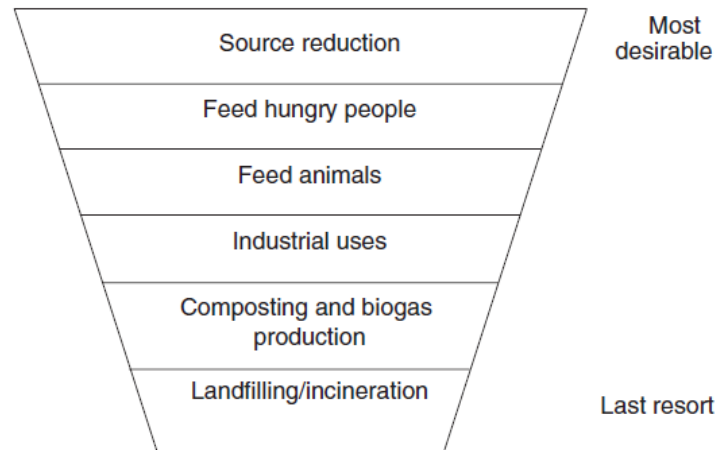 Source reduction
Most
desirable
Feed hungry people
Feed animals
Industrial uses
Composting and biogas
production
Landfilling/incineration
Last resort